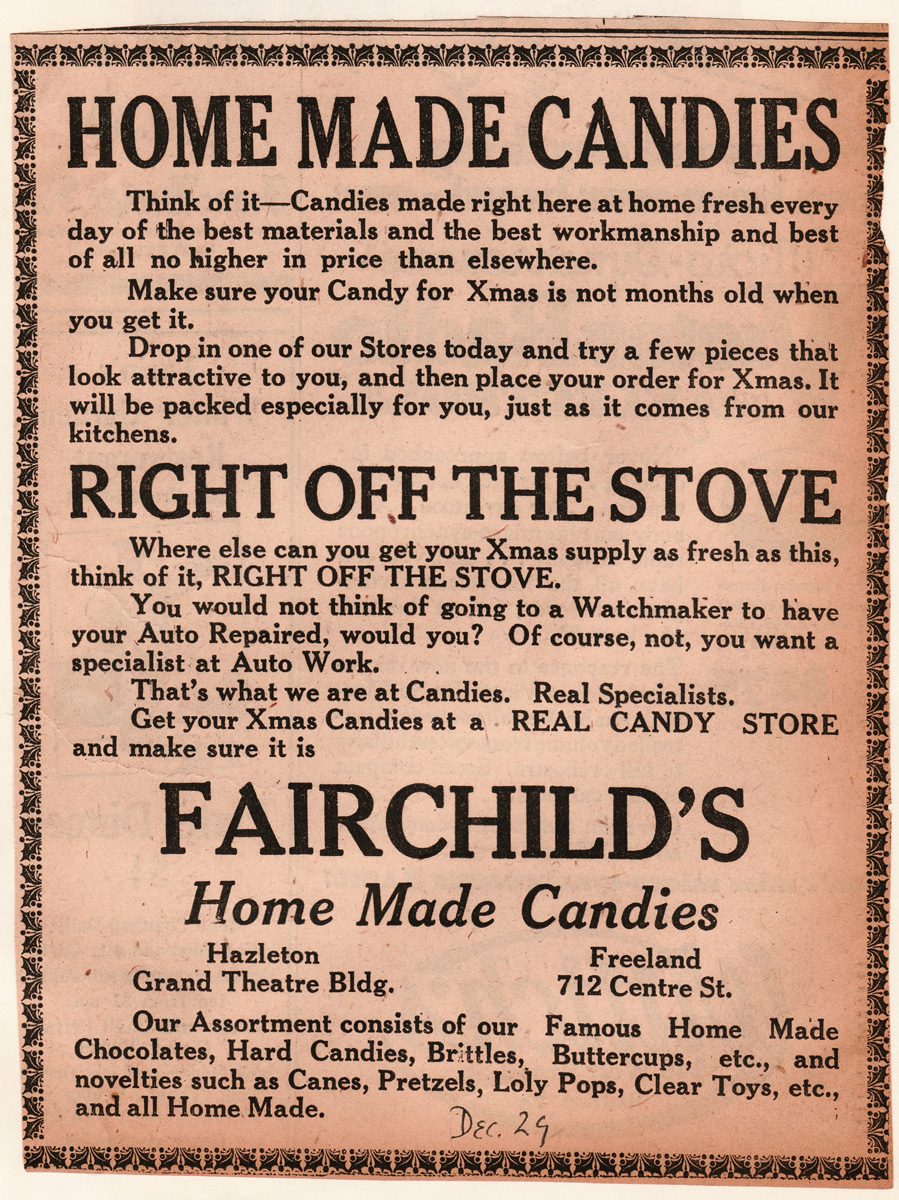 HOME MADE CANDIES
Think of it—Candies made right here at home fresh every
day of the best materials and the best workmanship and best
of all no higher in price than elsewhere.
Make sure your Candy for Xmas is not months old when
you get it.
Drop in one of our Stores today and try a few pieces that
look attractive to you, and then place your order for Xmas. It
will be packed especially for you, just as it comes from our
kitchens.
RIGHT OFF THE STOVE
Where else can you get your Xmas supply as fresh as this,
think of it, RIGHT OFF THE STOVE.
You would not think of going to a Watchmaker to have
your Auto Repaired, would you? Of course, not, you want a
specialist at Auto Work.
That's what we are at Candies. Real Specialists.
Get your Xmas Candies at a REAL CANDY STORE
and make sure it is
FAIRCHILD'S
Home Made Candies
Hazleton Freeland
Grand Theatre Bldg. 712 Centre St.
Our Assortment consists of our Famous Home Made
Chocolates, Hard Candies, Brittles, Buttercups, etc., and
novelties such as Canes, Pretzels, Loly Pops, Clear Toys, etc.,
and all Home Made.
Dec. 29